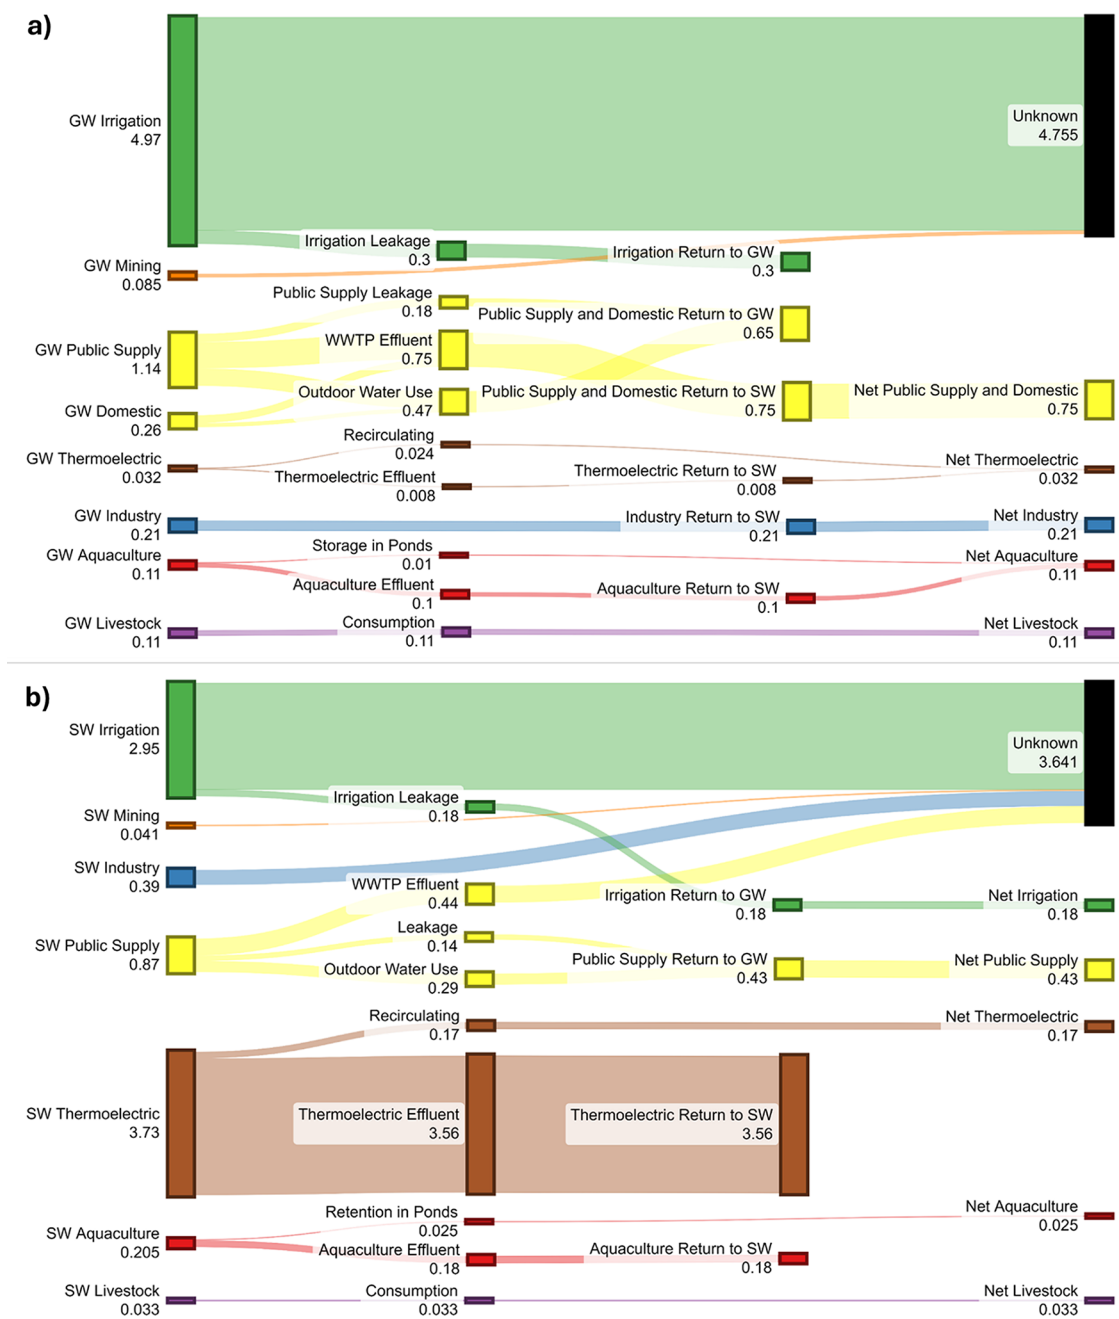 a)
GW Irrigation
4.97
Unknown
4.755
Irrigation Leakage
0.3
Irrigation Return to GW
0.3
GW Mining
0.085
Public Supply Leakage
0.18
Public Supply and Domestic Return to GW
0.65
GW Public Supply
1.14
WWTP Effluent
0.75
Outdoor Water Use
0.47
Public Supply and Domestic Return to SW
0.75
Net Public Supply and Domestic
0.75
GW Domestic
0.26
Recirculating
0.024
GW Thermoelectric
0.032
Thermoelectric Effluent
0.008
Thermoelectric Return to SW
0.008
Net Thermoelectric
0.032
GW Industry
0.21
Industry Return to SW
0.21
Net Industry
0.21
GW Aquaculture
0.11
Storage in Ponds
0.01
Net Aquaculture
0.11
Aquaculture Effluent
0.1
Aquaculture Return to SW
0.1
GW Livestock
0.11
Consumption
0.11
Net Livestock
0.11
b)
SW Irrigation
2.95
Unknown
3.641
Irrigation Leakage
0.18
SW Mining
0.041
SW Industry
0.39
WWTP Effluent
0.44
Irrigation Return to GW
0.18
Net Irrigation
0.18
Leakage
0.14
SW Public Supply
0.87
Outdoor Water Use
0.29
Public Supply Return to GW
0.43
Net Public Supply
0.43
Recirculating
0.17
Net Thermoelectric
0.17
SW Thermoelectric
3.73
Thermoelectric Effluent
3.56
Thermoelectric Return to SW
3.56
Retention in Ponds
0.025
Net Aquaculture
0.025
SW Aquaculture
0.205
Aquaculture Effluent
0.18
Aquaculture Return to SW
0.18
SW Livestock
0.033
Consumption
0.033
Net Livestock
0.033